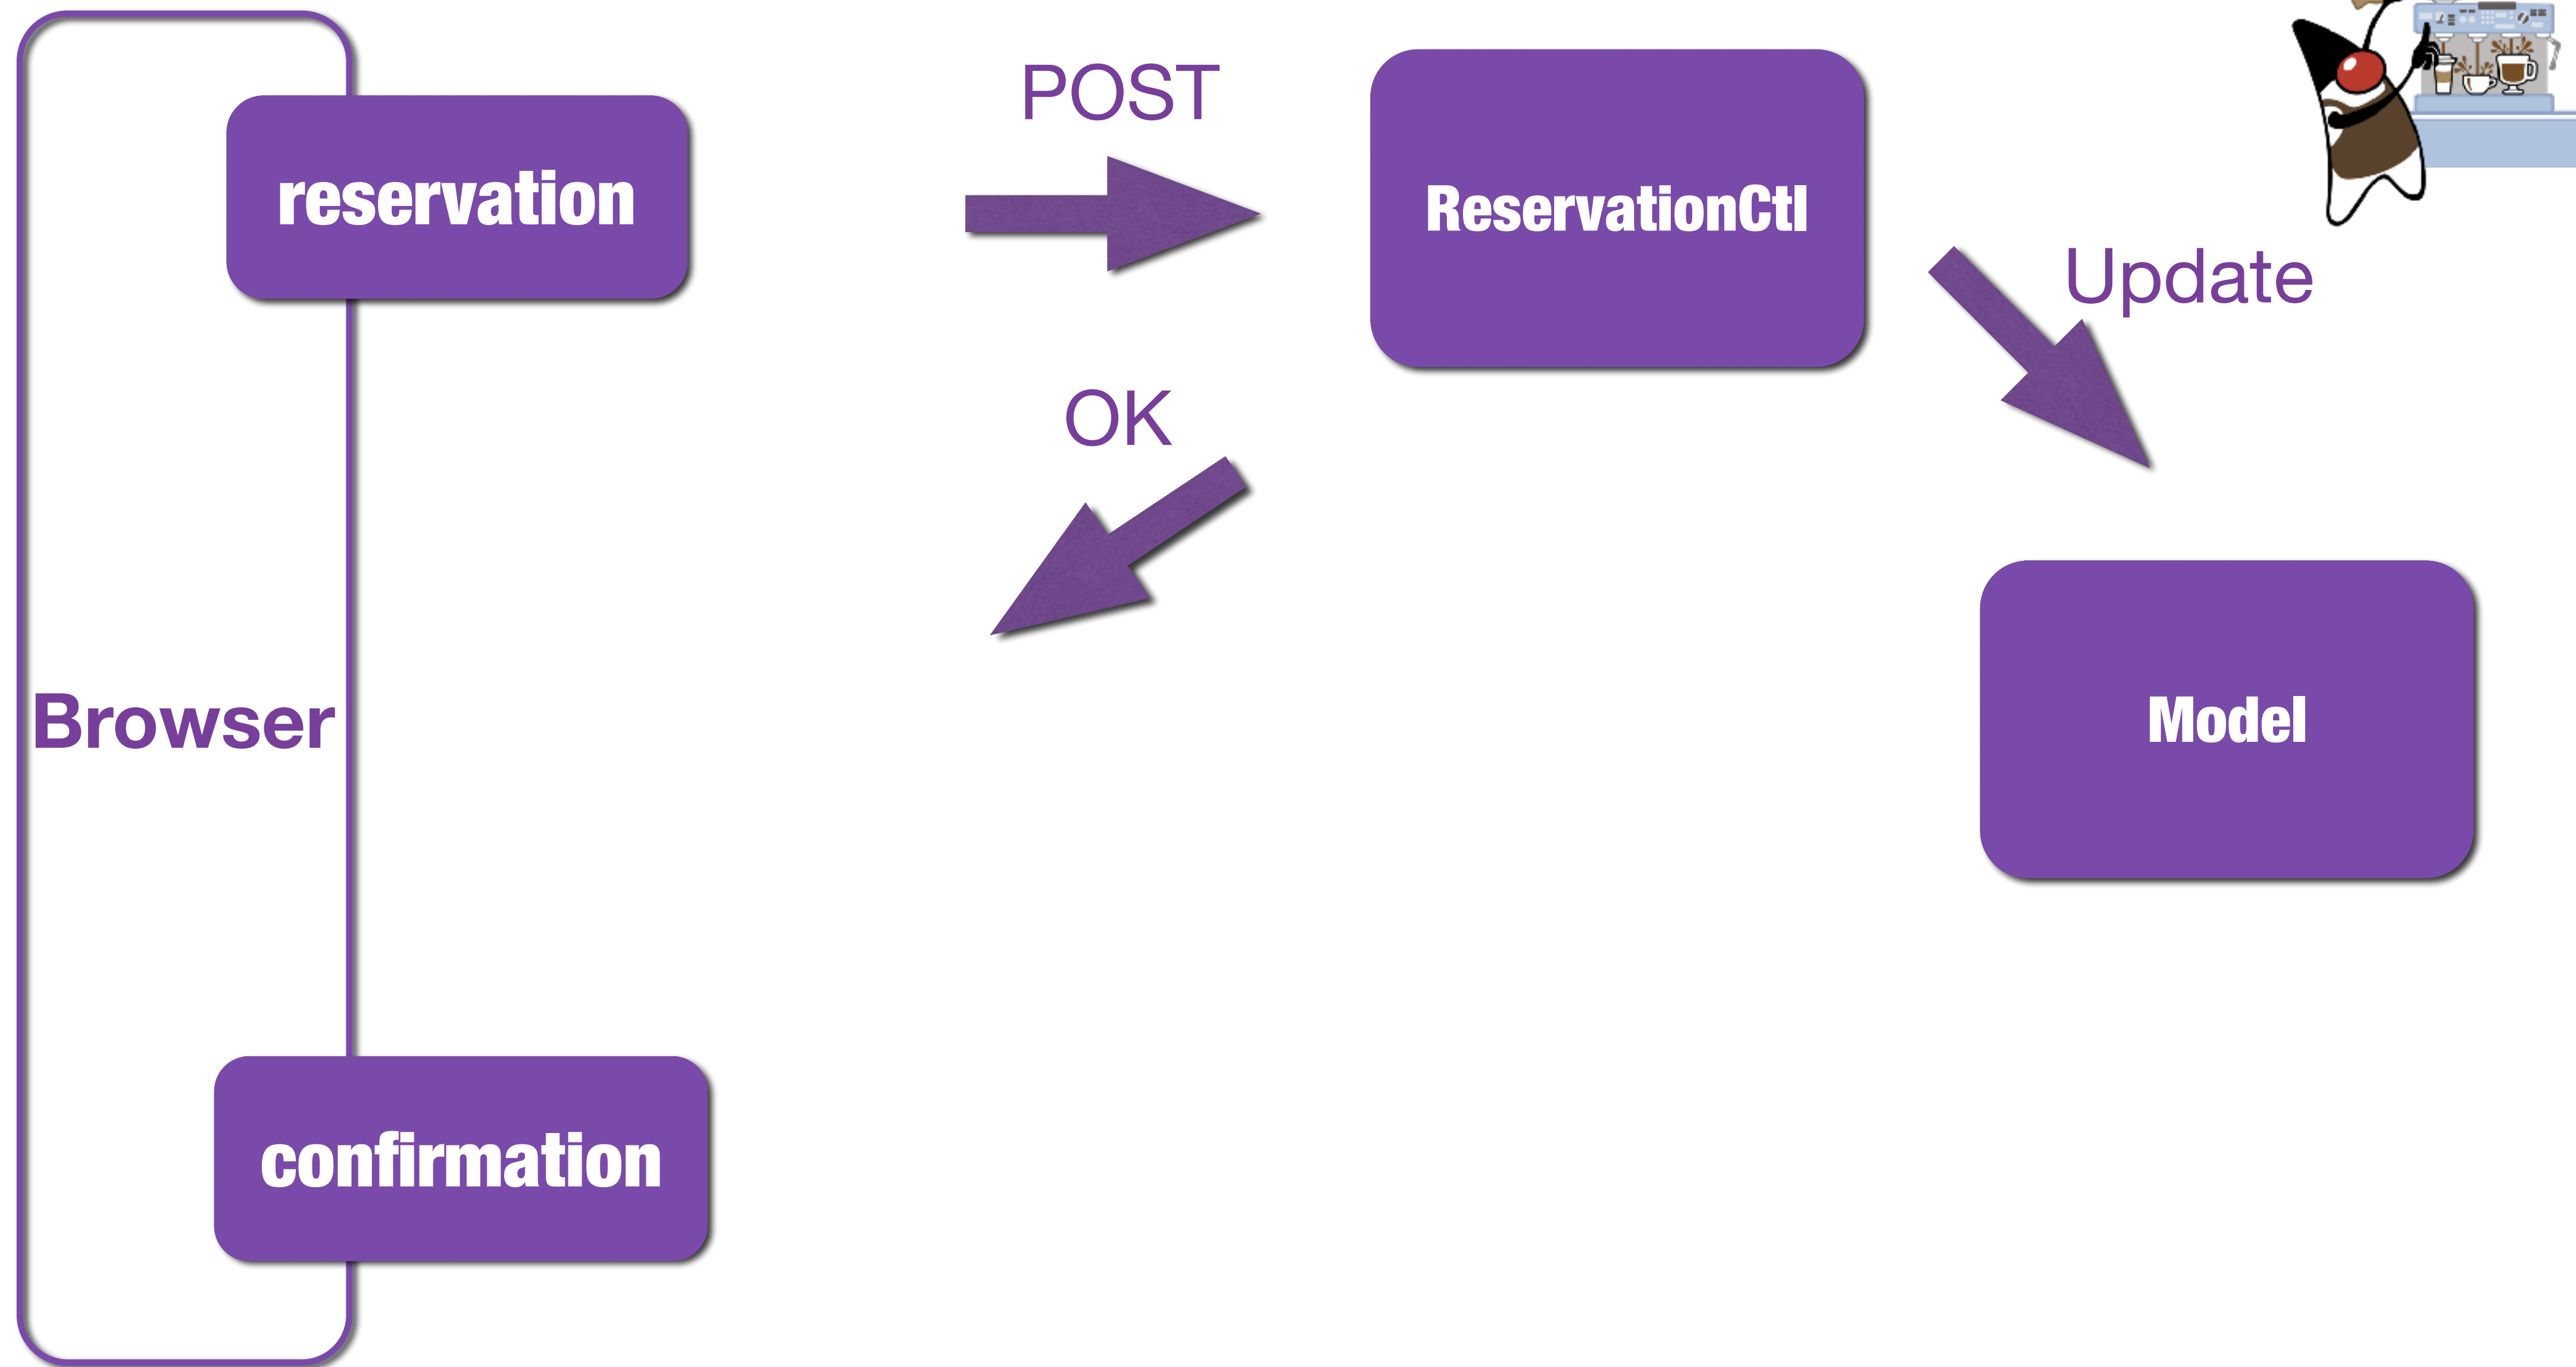 POST
reservation
ReservationCtl
Update
OK
Browser
Model
confirmation